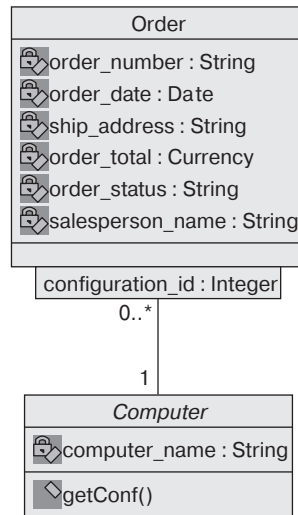 Order
order_number : String
order_date : Date
ship_address : String
order_total : Currency
order_status : String
salesperson_name : String
configuration_id : Integer
0..*
1
Computer
computer_name : String
getConf()